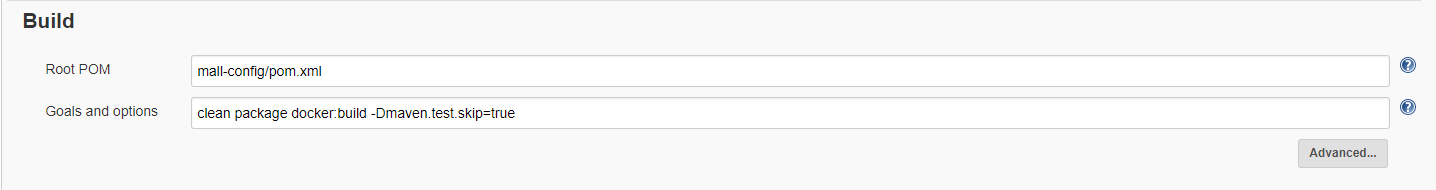 Build
Root POM
mall-config/pom.xml
?
Goals and options
clean package docker:build -Dmaven.test.skip=true
?
Advanced...